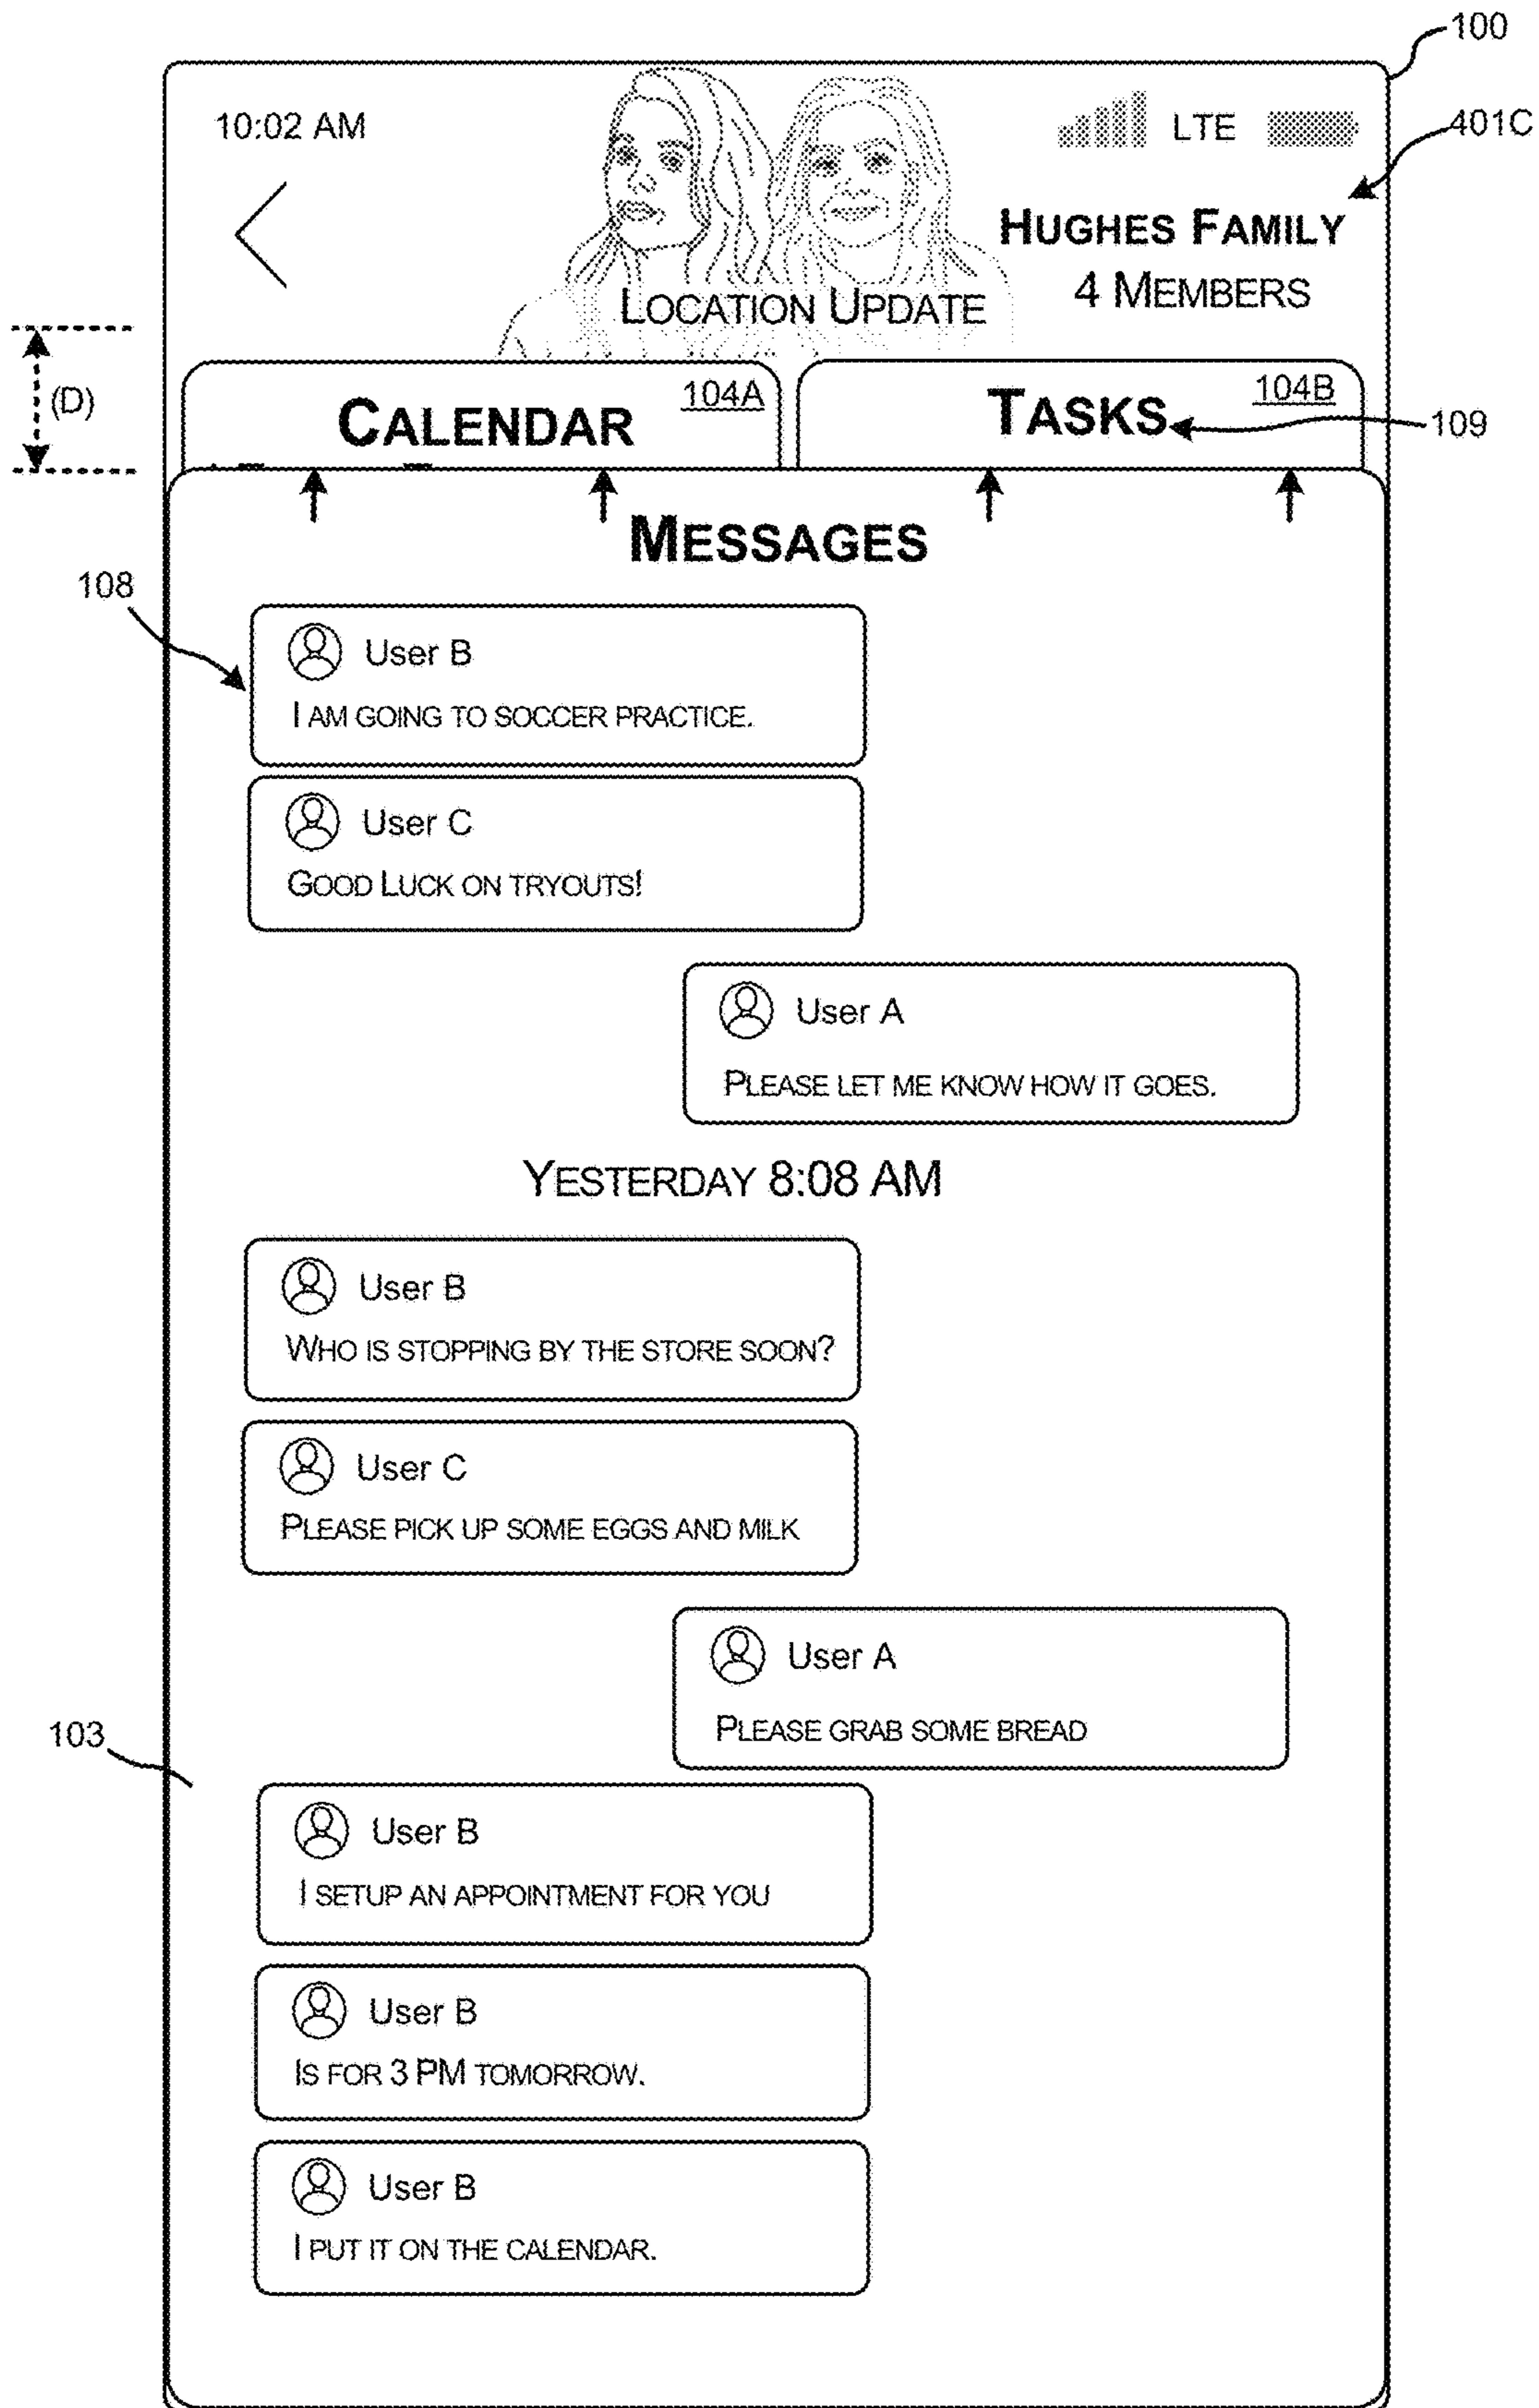 100
10:02 AM
LTE
401C
HUGHES FAMILY
4 MEMBERS
LOCATION UPDATE
(D)
CALENDAR
104A
TASKS
104B
109
MESSAGES
108
User B
I AM GOING TO SOCCER PRACTICE.
User C
GOOD LUCK ON TRYOUTS!
User A
PLEASE LET ME KNOW HOW IT GOES.
YESTERDAY 8:08 AM
User B
WHO IS STOPPING BY THE STORE SOON?
User C
PLEASE PICK UP SOME EGGS AND MILK
User A
PLEASE GRAB SOME BREAD
103
User B
I SETUP AN APPOINTMENT FOR YOU
User B
IS FOR 3 PM TOMORROW.
User B
I PUT IT ON THE CALENDAR.